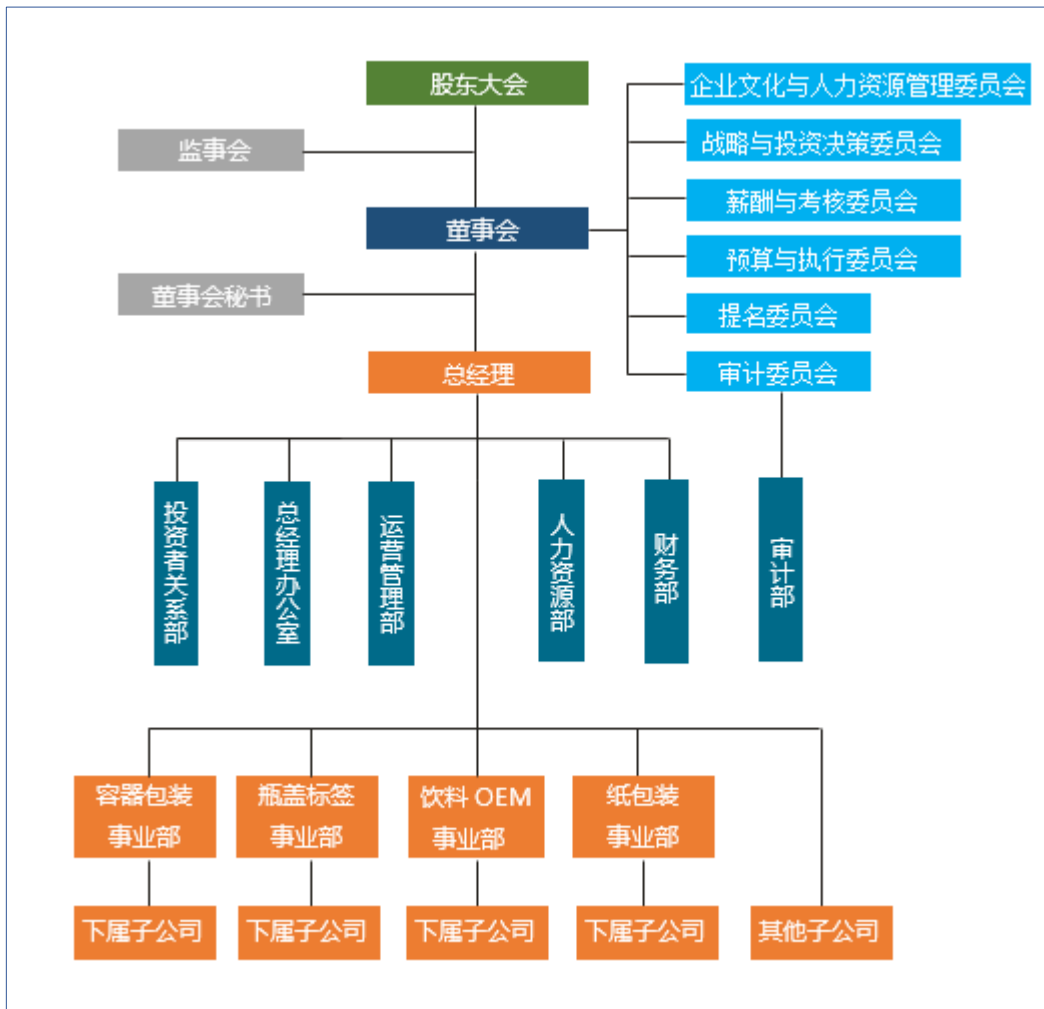 股东大会
企业文化与人力资源管理委员会
监事会
战略与投资决策委员会
薪酬与考核委员会
董事会
预算与执行委员会
董事会秘书
提名委员会
总经理
审计委员会
投资者关系部
总经理办公室
运营管理部
人力资源部
财务部
审计部
容器包装
事业部
瓶盖标签
事业部
饮料 OEM
事业部
纸包装
事业部
下属子公司
下属子公司
下属子公司
下属子公司
其他子公司